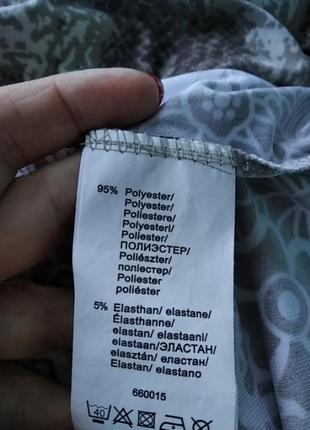 95% Polyester/
Polyester/
Poliestere/
Polyester/
Poliester/
ПОЛИЭСТЕР/
Poliészter/
поліестер/
Poliester
poliéster
5% Elasthan/ elastane/
Élasthanne/
elastan/ elastaani/
elastaan/ЭЛАСТАН/
elasztán/ еластан/
Elastan/ elastano
660015
40